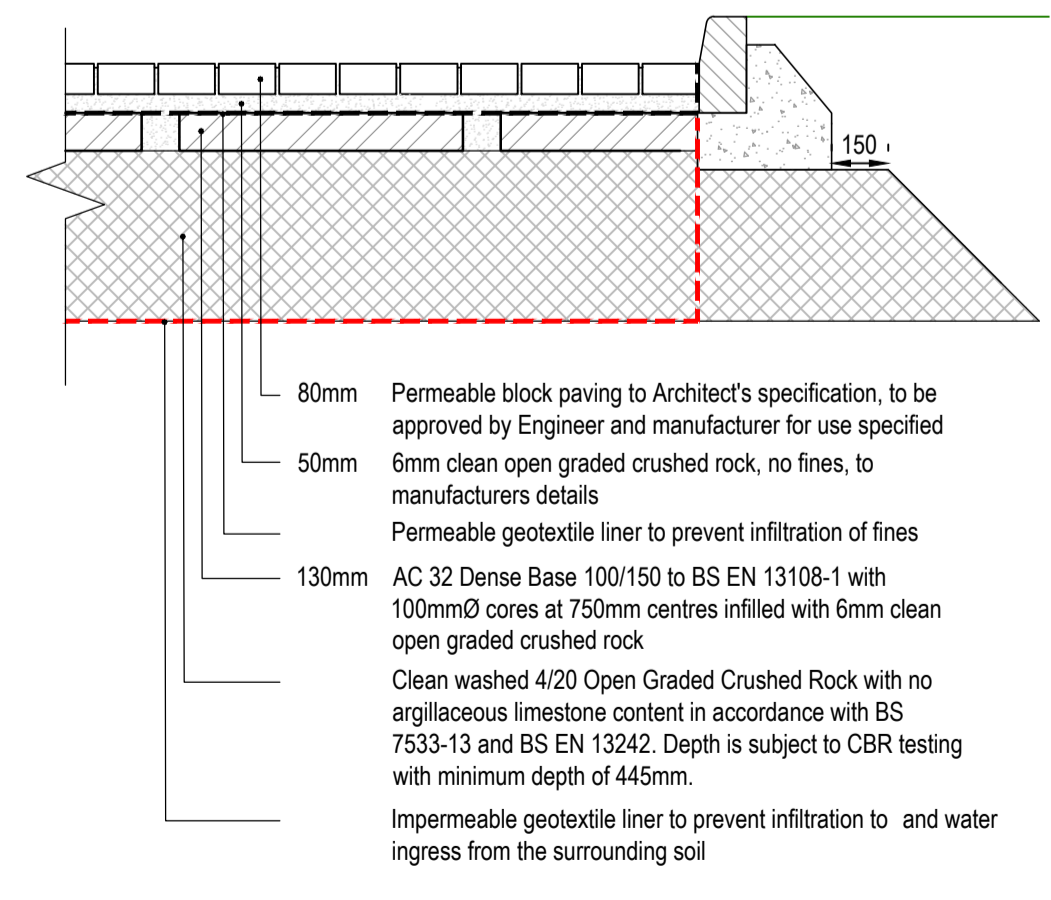 150
80mm Permeable block paving to Architect's specification, to be
approved by Engineer and manufacturer for use specified
50mm 6mm clean open graded crushed rock, no fines, to
manufacturers details
Permeable geotextile liner to prevent infiltration of fines
130mm AC 32 Dense Base 100/150 to BS EN 13108-1 with
100mmØ cores at 750mm centres infilled with 6mm clean
open graded crushed rock
Clean washed 4/20 Open Graded Crushed Rock with no
argillaceous limestone content in accordance with BS
7533-13 and BS EN 13242. Depth is subject to CBR testing
with minimum depth of 445mm.
Impermeable geotextile liner to prevent infiltration to and water
ingress from the surrounding soil